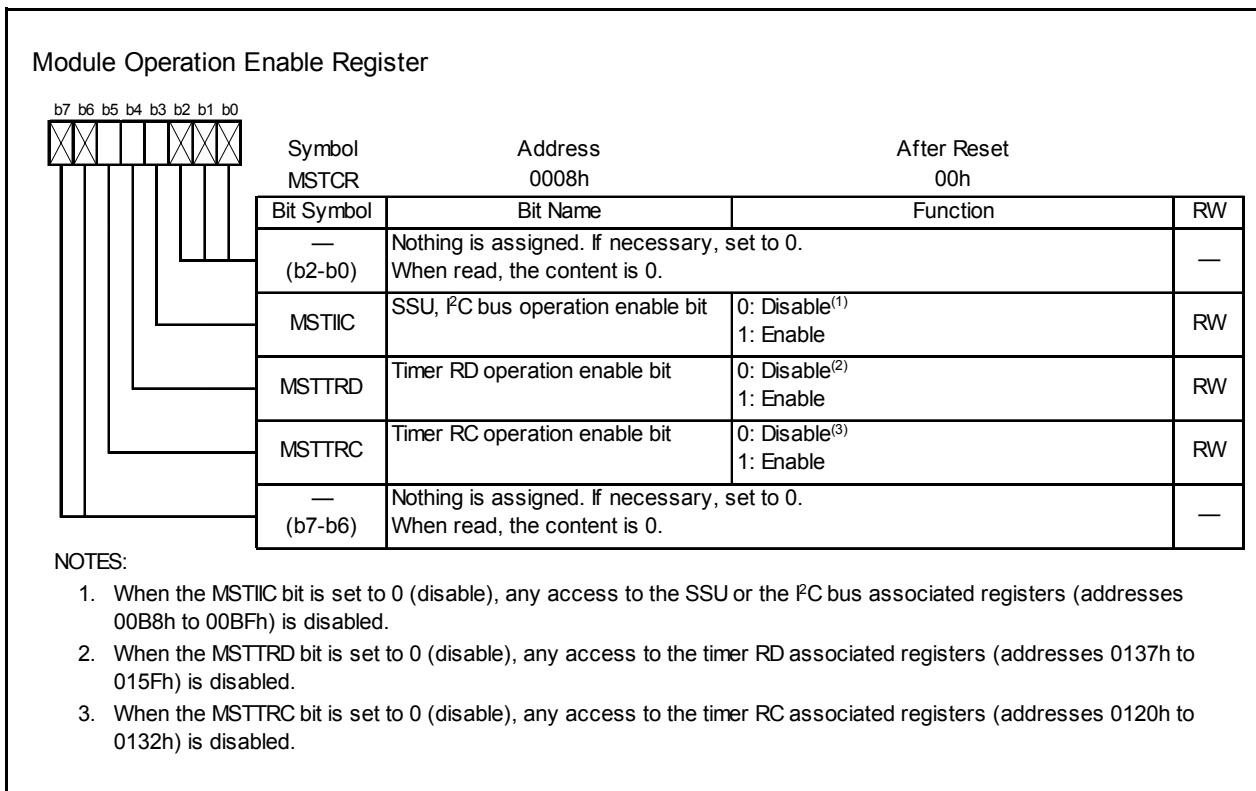 Module Operation Enable Register
b7 b6 b5 b4 b3 b2 b1 b0
Symbol Address After Reset
MSTCR 0008h 00h
Bit Symbol Bit Name Function RW
—
(b2-b0)
Nothing is assigned. If necessary, set to 0.
When read, the content is 0.
—
MSTIIC
SSU, I²C bus operation enable bit
0: Disable(1)
1: Enable
RW
MSTTRD
Timer RD operation enable bit
0: Disable(2)
1: Enable
RW
MSTTRC
Timer RC operation enable bit
0: Disable(3)
1: Enable
RW
—
(b7-b6)
Nothing is assigned. If necessary, set to 0.
When read, the content is 0.
—
NOTES:
1. When the MSTIIC bit is set to 0 (disable), any access to the SSU or the I²C bus associated registers (addresses
00B8h to 00BFh) is disabled.
2. When the MSTTRD bit is set to 0 (disable), any access to the timer RD associated registers (addresses 0137h to
015Fh) is disabled.
3. When the MSTTRC bit is set to 0 (disable), any access to the timer RC associated registers (addresses 0120h to
0132h) is disabled.